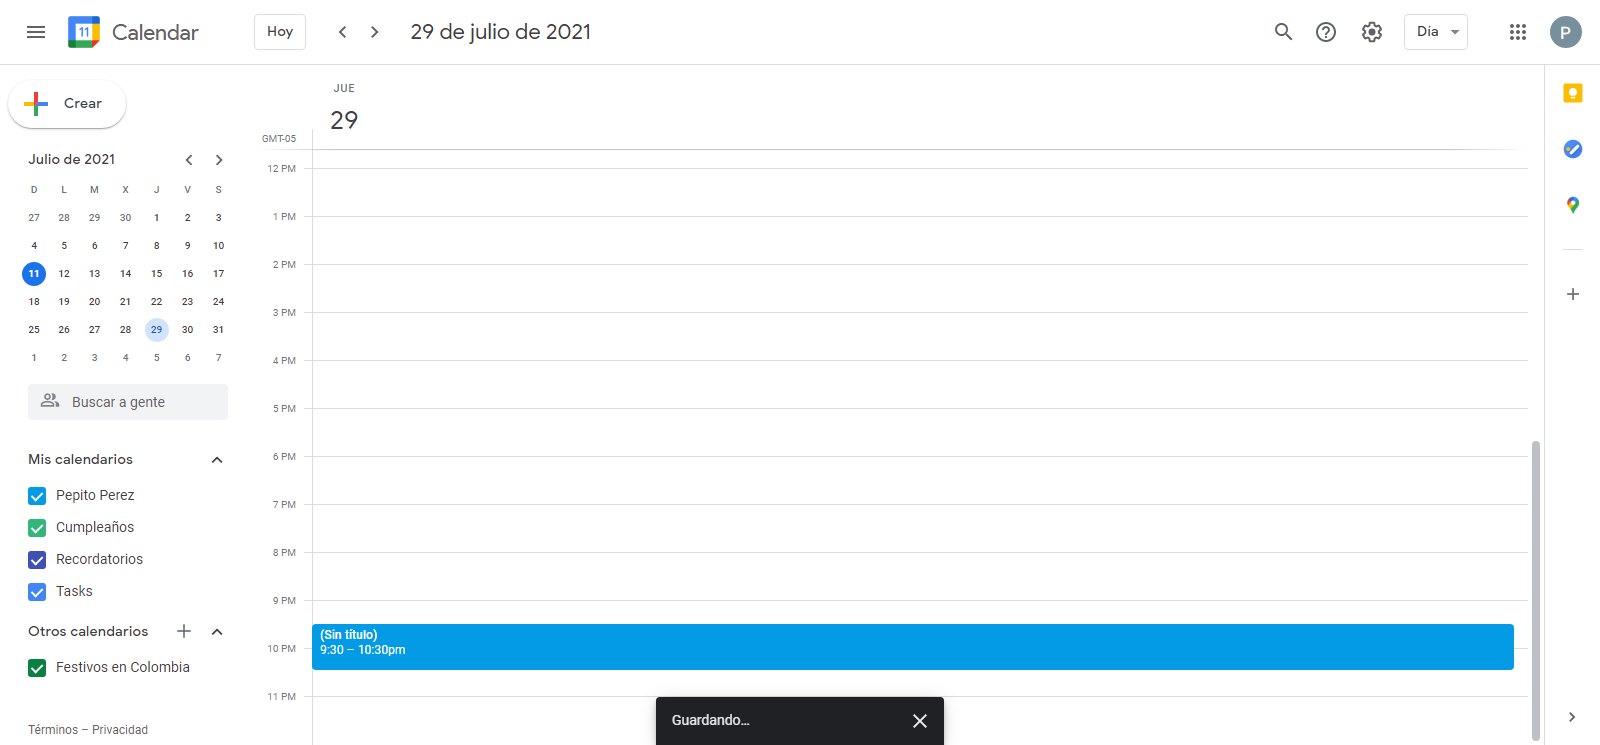 11 Calendar
Hoy
29 de julio de 2021
Día
P
Crear
JUE
29
GMT-05
Julio de 2021
D L M X J V S
27 28 29 30 1 2 3
4 5 6 7 8 9 10
11 12 13 14 15 16 17
18 19 20 21 22 23 24
25 26 27 28 29 30 31
1 2 3 4 5 6 7
Buscar a gente
Mis calendarios
Pepito Perez
Cumpleaños
Recordatorios
Tasks
Otros calendarios
Festivos en Colombia
Términos – Privacidad
12 PM
1 PM
2 PM
3 PM
4 PM
5 PM
6 PM
7 PM
8 PM
9 PM
10 PM
11 PM
(Sin título)
9:30 – 10:30pm
Guardando...